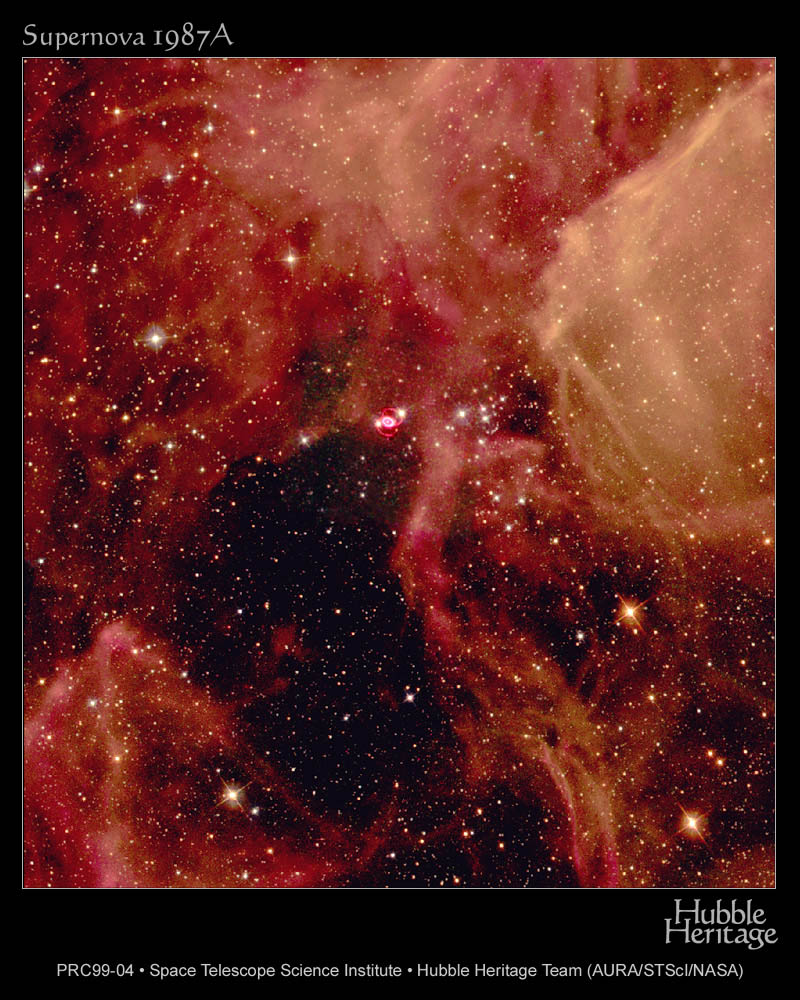 Supernova 1987A
Hubble
Heritage
PRC99-04 • Space Telescope Science Institute • Hubble Heritage Team (AURA/STScI/NASA)